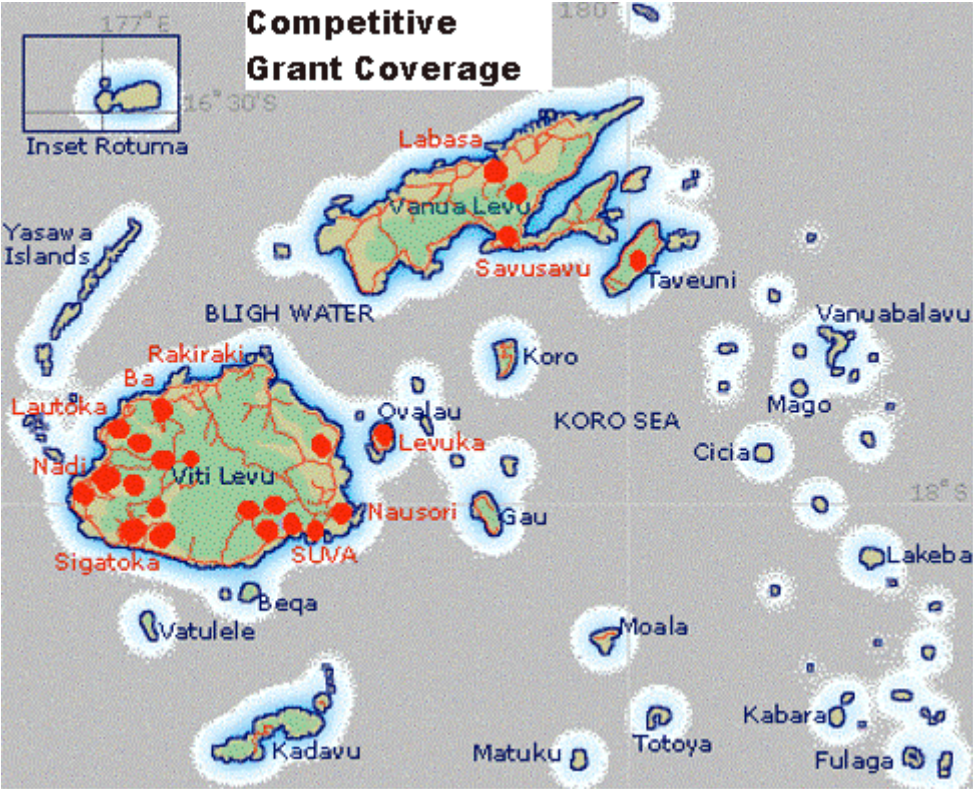 Competitive
Grant Coverage
177° E
180°
16° 30'S
Inset Rotuma
Labasa
Vanua Levu
Yasawa
Islands
Savusavu
Taveuni
BLIGH WATER
Vanuabalavu
Rakiraki
Koro
Ba
Lautoka
Ovalau
Mago
KORO SEA
Levuka
Cicia
Nadi
Viti Levu
18° S
Nausori
Gau
SUVA
Sigatoka
Lakeba
Beqa
Vatulele
Moala
Kabara
Totoya
Kadavu
Matuku
Fulaga